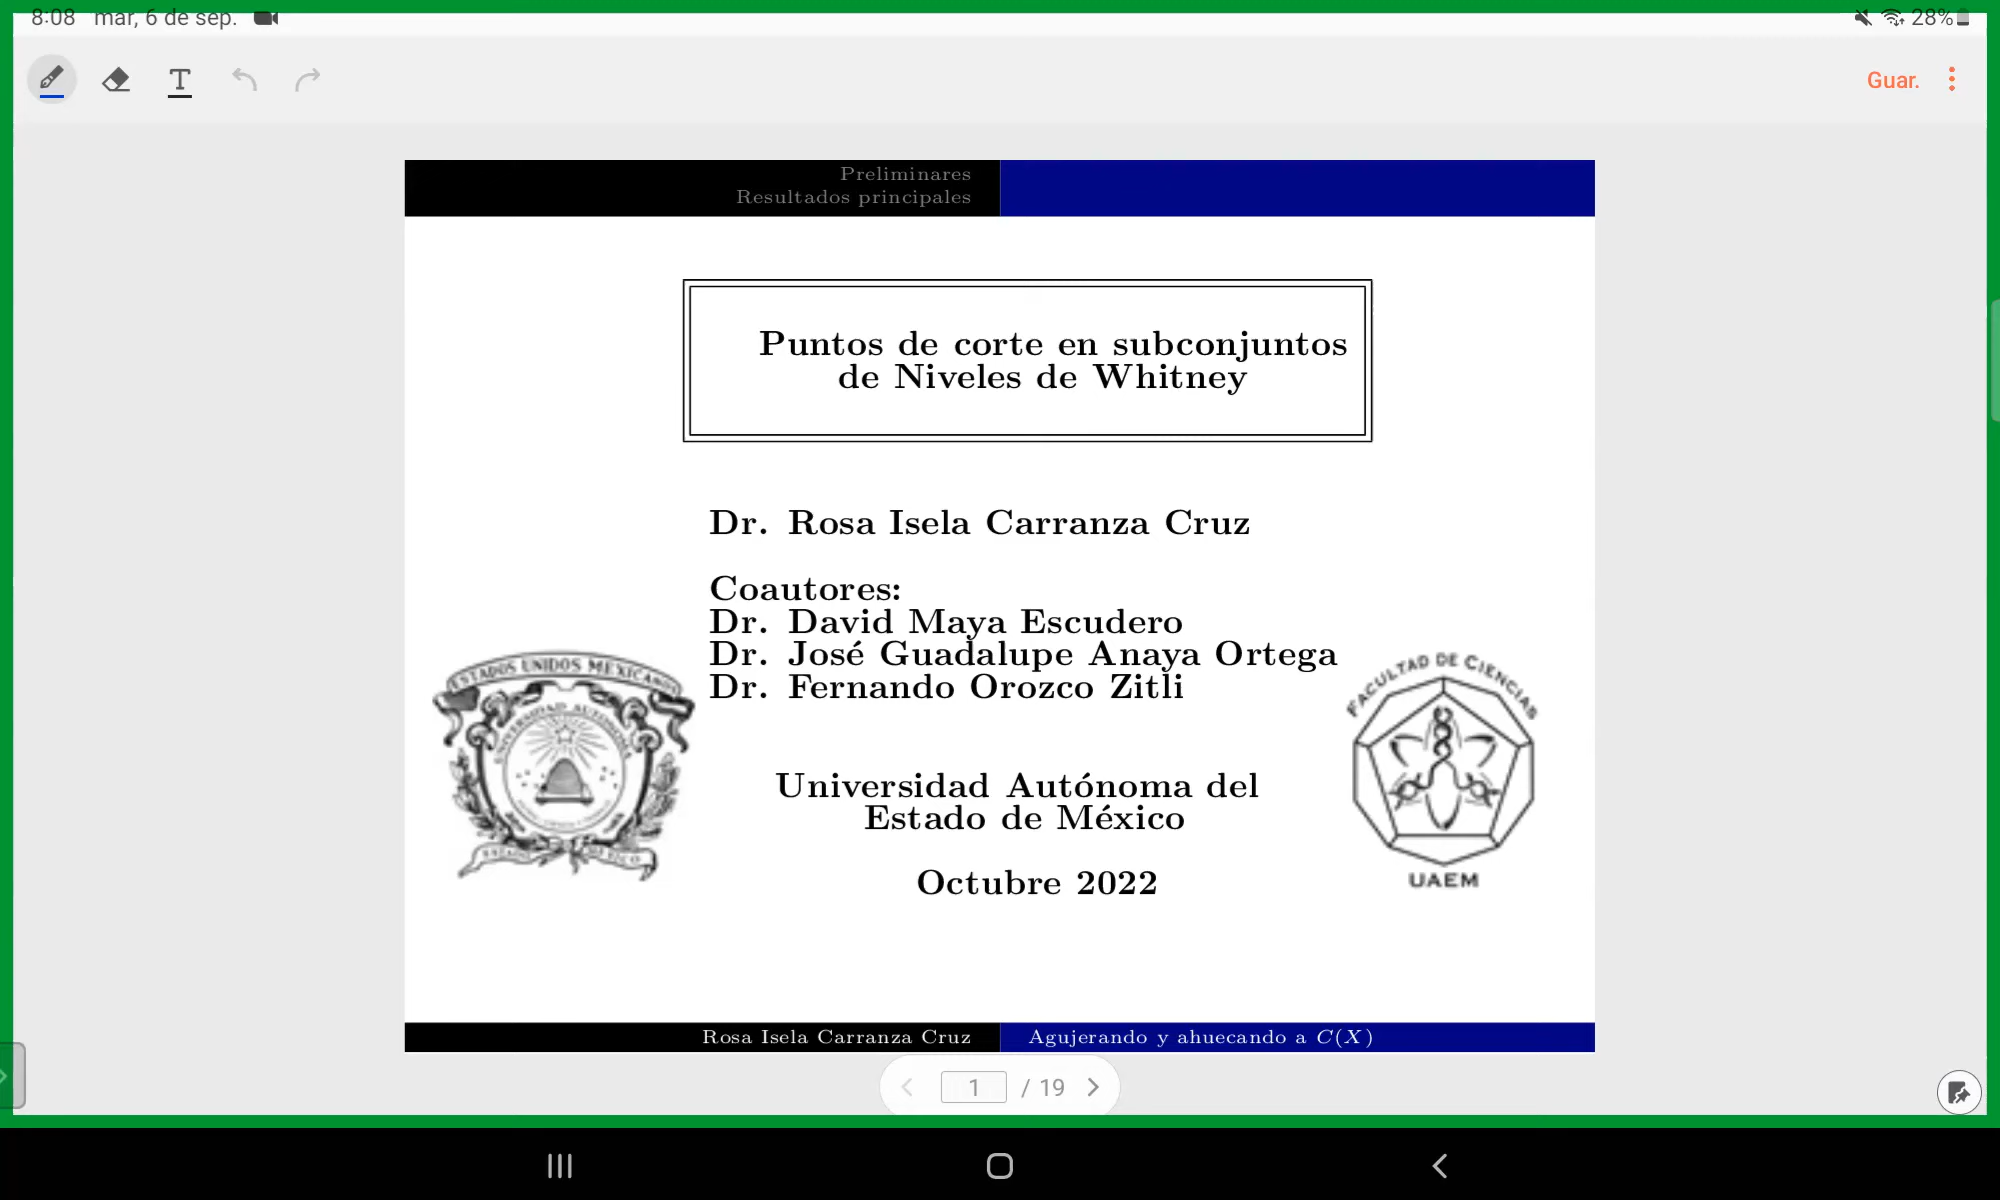 8:08 mar, 6 de sep.
28%
T
Guar.
Preliminares
Resultados principales
Puntos de corte en subconjuntos
de Niveles de Whitney
Dr. Rosa Isela Carranza Cruz
Coautores:
Dr. David Maya Escudero
Dr. José Guadalupe Anaya Ortega
Dr. Fernando Orozco Zitli
ESTADOS UNIDOS MEXICANOS
UNIVERSIDAD AUTÓNOMA
FACULTAD DE CIENCIAS
UAEM
Universidad Autónoma del
Estado de México
Octubre 2022
Rosa Isela Carranza Cruz
Agujerando y ahuecando a C(X)
1 / 19